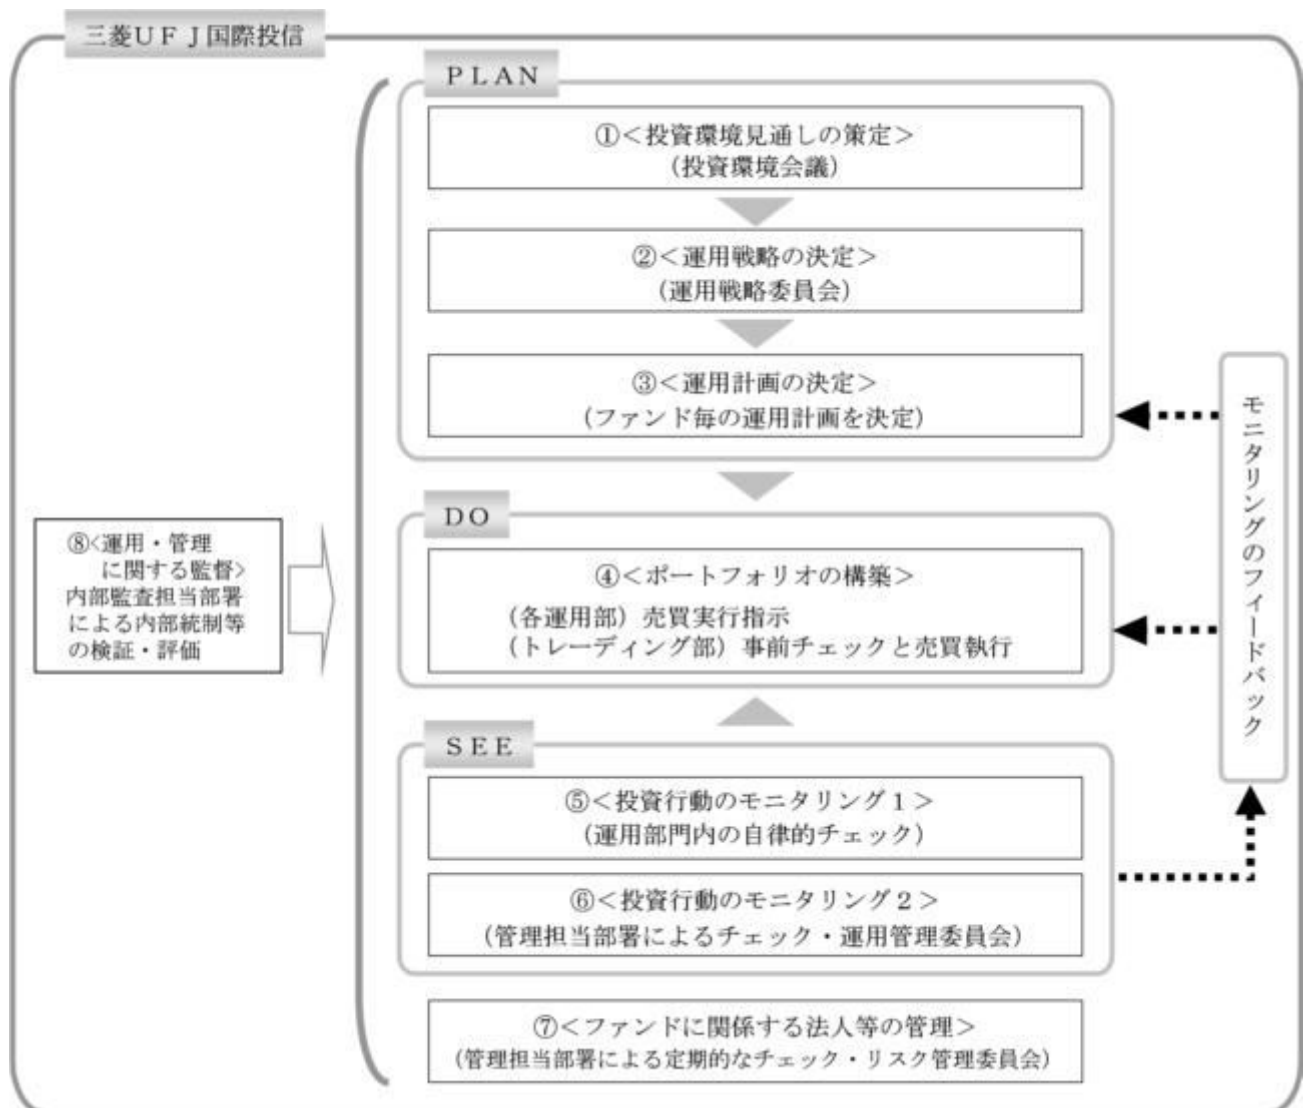 三菱ＵＦＪ国際投信
ＰＬＡＮ
①＜投資環境見通しの策定＞
（投資環境会議）
②＜運用戦略の決定＞
（運用戦略委員会）
③＜運用計画の決定＞
（ファンド毎の運用計画を決定）
ＤＯ
④＜ポートフォリオの構築＞
（各運用部）売買実行指示
（トレーディング部）事前チェックと売買執行
ＳＥＥ
⑤＜投資行動のモニタリング１＞
（運用部門内の自律的チェック）
⑥＜投資行動のモニタリング２＞
（管理担当部署によるチェック・運用管理委員会）
⑦＜ファンドに関係する法人等の管理＞
（管理担当部署による定期的なチェック・リスク管理委員会）
⑧<運用・管理
に関する監督>
内部監査担当部署
による内部統制等
の検証・評価
モニタリングのフィードバック